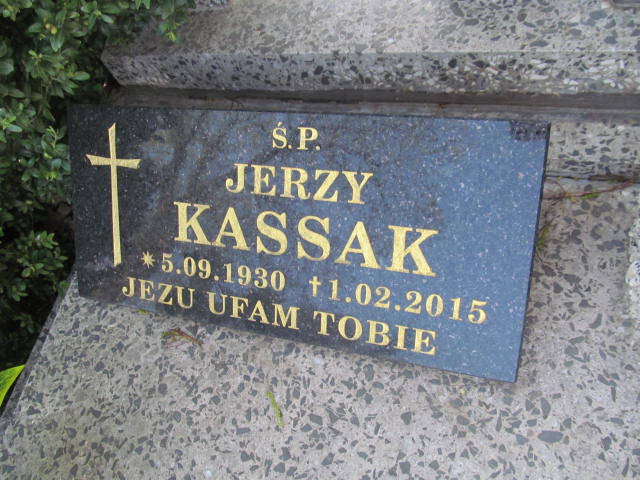 Ś.P.
JERZY
KASSAK
* 5.09.1930 † 1.02.2015
JEZU UFAM TOBIE